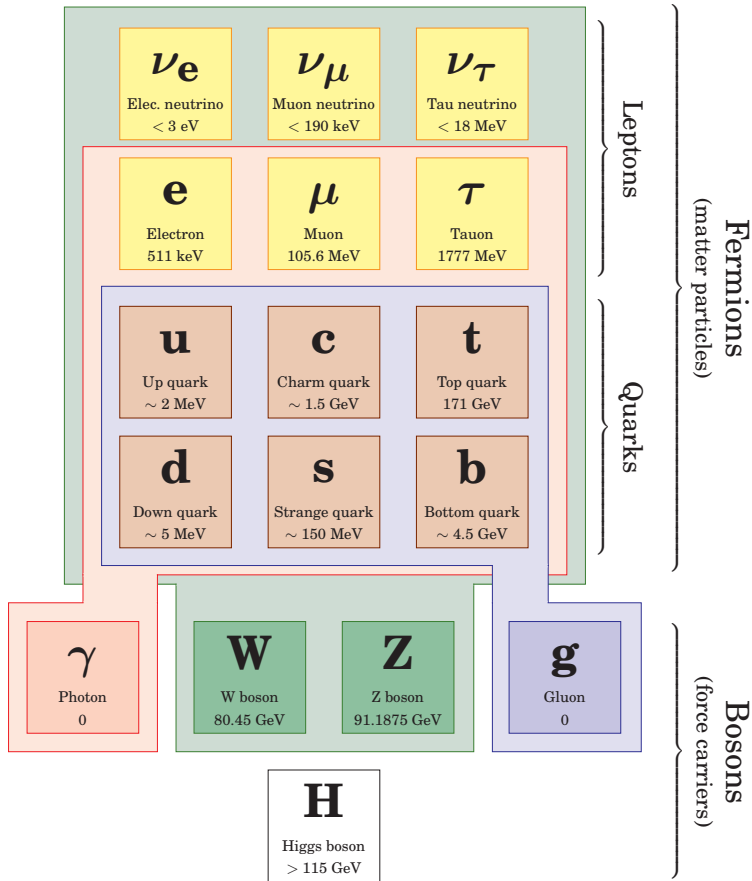 νe νμ ντ
Elec. neutrino Muon neutrino Tau neutrino
< 3 eV < 190 keV < 18 MeV
e μ τ
Electron Muon Tauon
511 keV 105.6 MeV 1777 MeV
Leptons
u c t
Up quark Charm quark Top quark
~ 2 MeV ~ 1.5 GeV 171 GeV
d s b
Down quark Strange quark Bottom quark
~ 5 MeV ~ 150 MeV ~ 4.5 GeV
Quarks
Fermions
(matter particles)
γ W Z g
Photon W boson Z boson Gluon
0 80.45 GeV 91.1875 GeV 0
H
Higgs boson
> 115 GeV
Bosons
(force carriers)